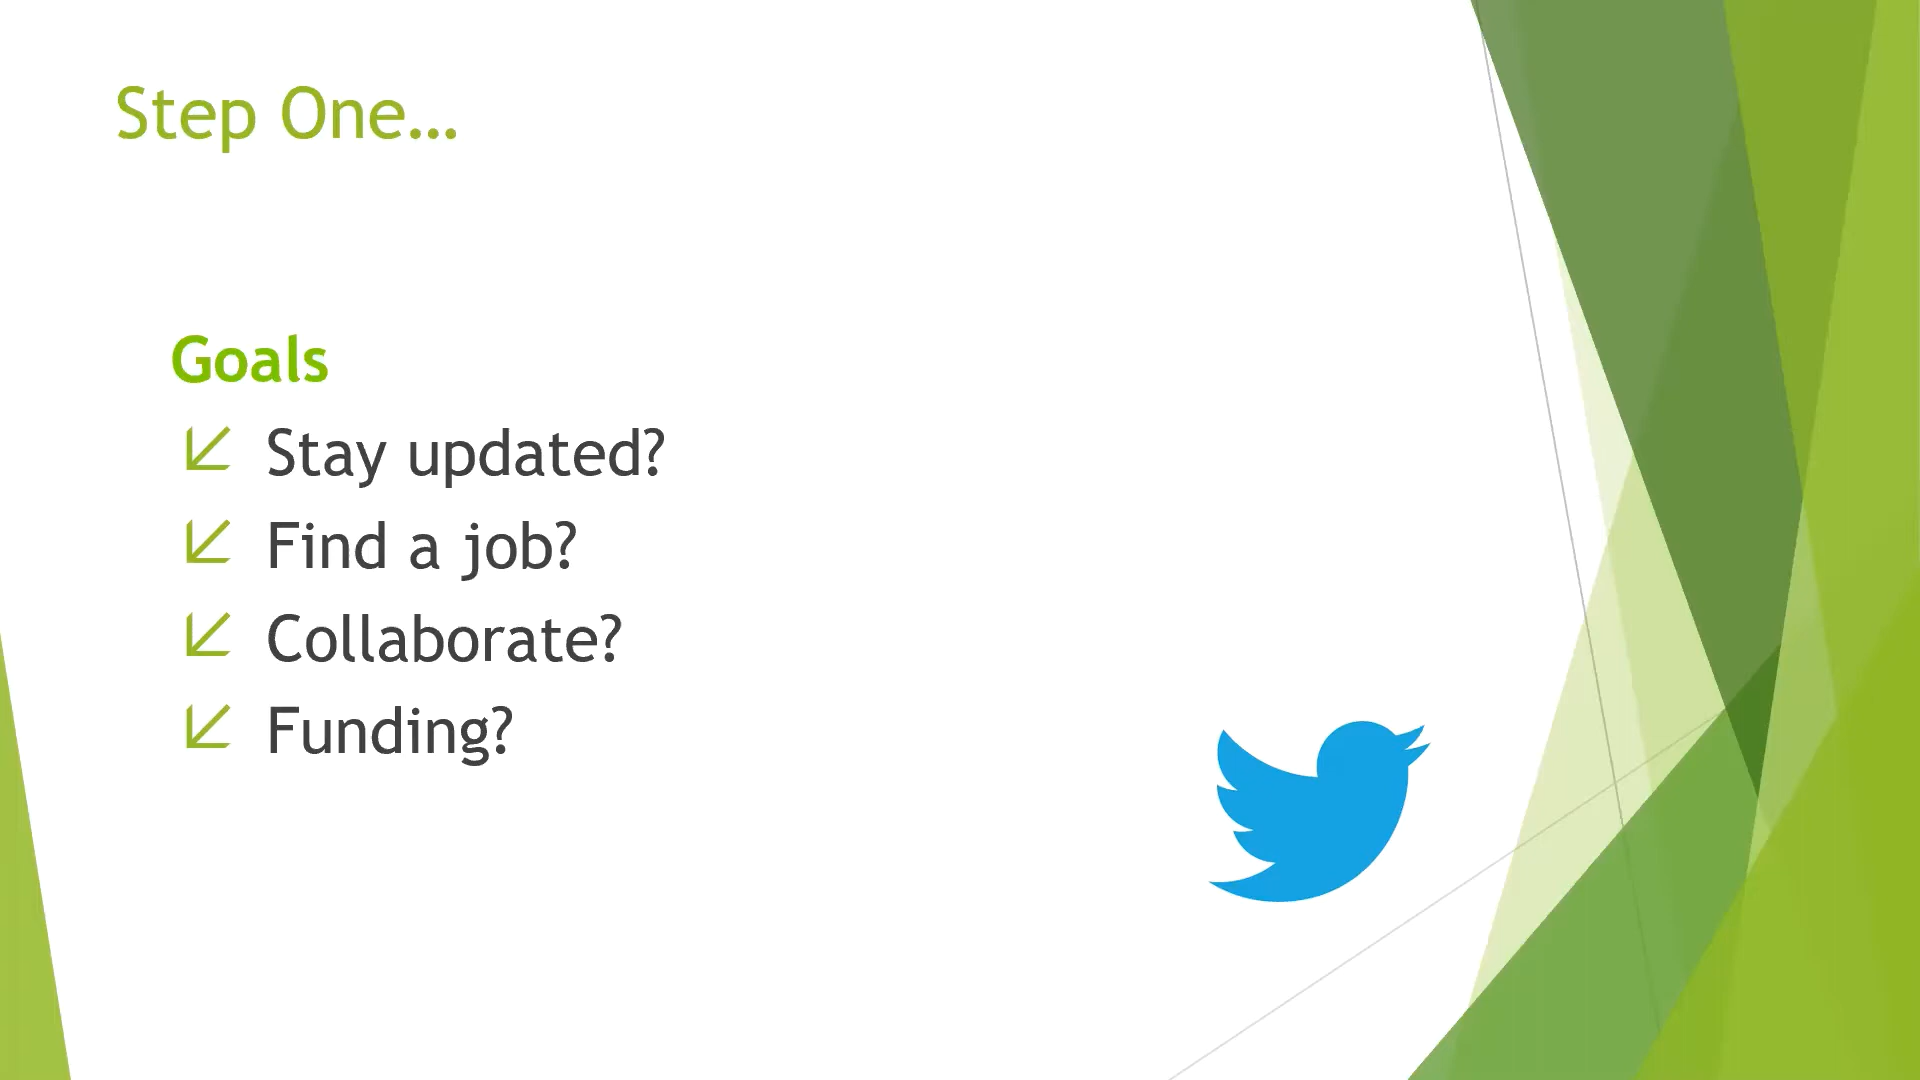 Step One…
Goals
Stay updated?
Find a job?
Collaborate?
Funding?